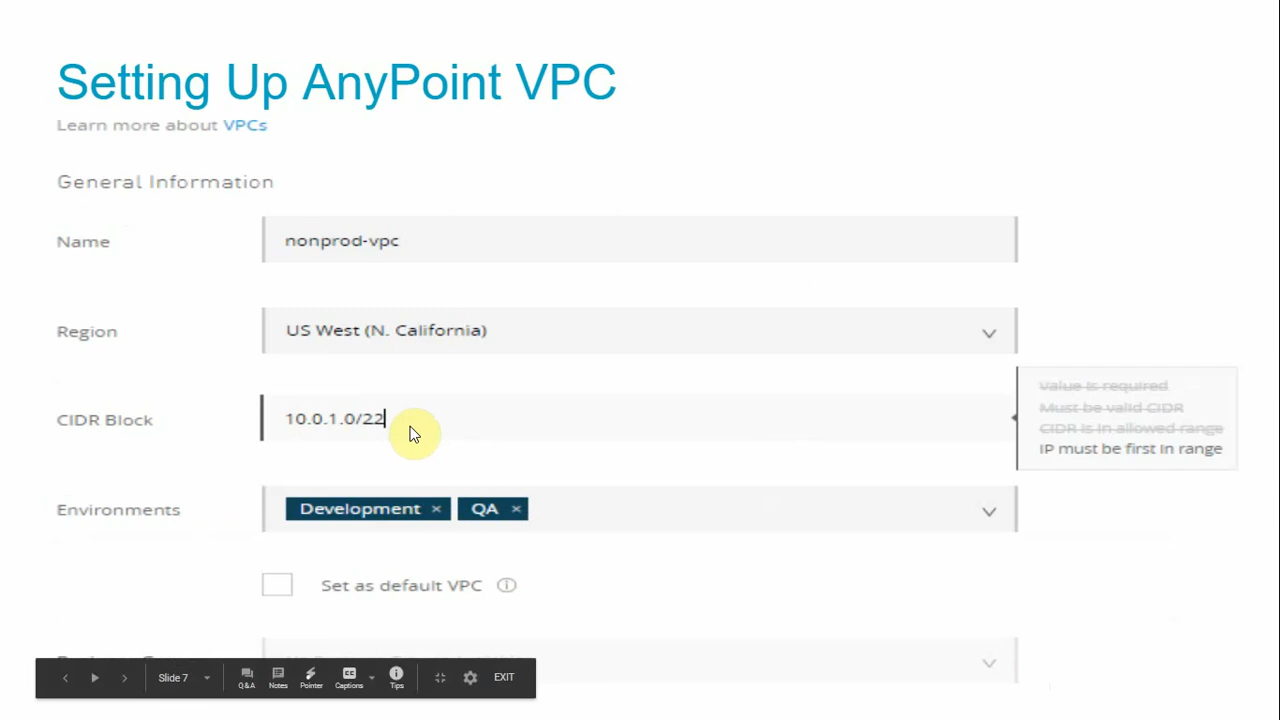 Setting Up AnyPoint VPC
Learn more about VPCs
General Information
Name
nonprod-vpc
Region
US West (N. California)
CIDR Block
10.0.1.0/22
Value is required
Must be valid CIDR
CIDR is in allowed range
IP must be first in range
Environments
Development × QA ×
Set as default VPC
Slide 7
Q&A Notes Pointer Captions Tips
EXIT